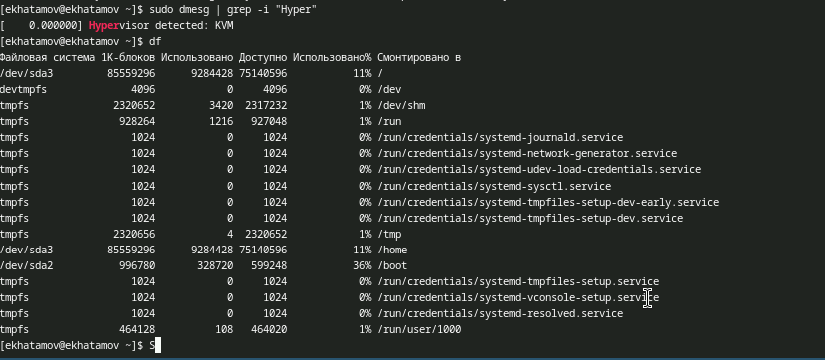 [ekhatamov@ekhatamov ~]$ sudo dmesg | grep -i "Hyper"
[    0.000000] Hypervisor detected: KVM
[ekhatamov@ekhatamov ~]$ df
Файловая система 1K-блоков Использовано Доступно Использовано% Смонтировано в
/dev/sda3         85559296      9284428 75140596           11% /
devtmpfs              4096            0     4096            0% /dev
tmpfs              2320652         3420  2317232            1% /dev/shm
tmpfs               928264         1216   927048            1% /run
tmpfs                 1024            0     1024            0% /run/credentials/systemd-journald.service
tmpfs                 1024            0     1024            0% /run/credentials/systemd-network-generator.service
tmpfs                 1024            0     1024            0% /run/credentials/systemd-udev-load-credentials.service
tmpfs                 1024            0     1024            0% /run/credentials/systemd-sysctl.service
tmpfs                 1024            0     1024            0% /run/credentials/systemd-tmpfiles-setup-dev-early.service
tmpfs                 1024            0     1024            0% /run/credentials/systemd-tmpfiles-setup-dev.service
tmpfs              2320656            4  2320652            1% /tmp
/dev/sda3         85559296      9284428 75140596           11% /home
/dev/sda2           996780       328720   599248           36% /boot
tmpfs                 1024            0     1024            0% /run/credentials/systemd-tmpfiles-setup.service
tmpfs                 1024            0     1024            0% /run/credentials/systemd-vconsole-setup.service
tmpfs                 1024            0     1024            0% /run/credentials/systemd-resolved.service
tmpfs               464128          108   464020            1% /run/user/1000
[ekhatamov@ekhatamov ~]$ S